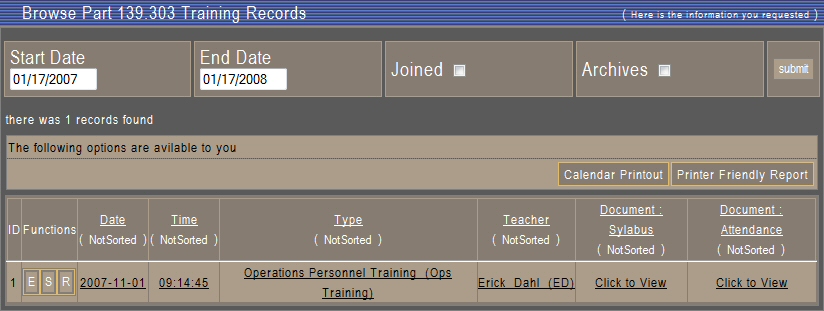 Browse Part 139.303 Training Records
( Here is the information you requested )
Start Date
End Date
Joined
Archives
submit
01/17/2007
01/17/2008
there was 1 records found
The following options are avilable to you
Calendar Printout
Printer Friendly Report
ID Functions
Date
( NotSorted )
Time
( NotSorted )
Type
( NotSorted )
Teacher
( NotSorted )
Document :
Sylabus
( NotSorted )
Document :
Attendance
( NotSorted )
1
E S R
2007-11-01
09:14:45
Operations Personnel Training (Ops
Training)
Erick Dahl (ED)
Click to View
Click to View